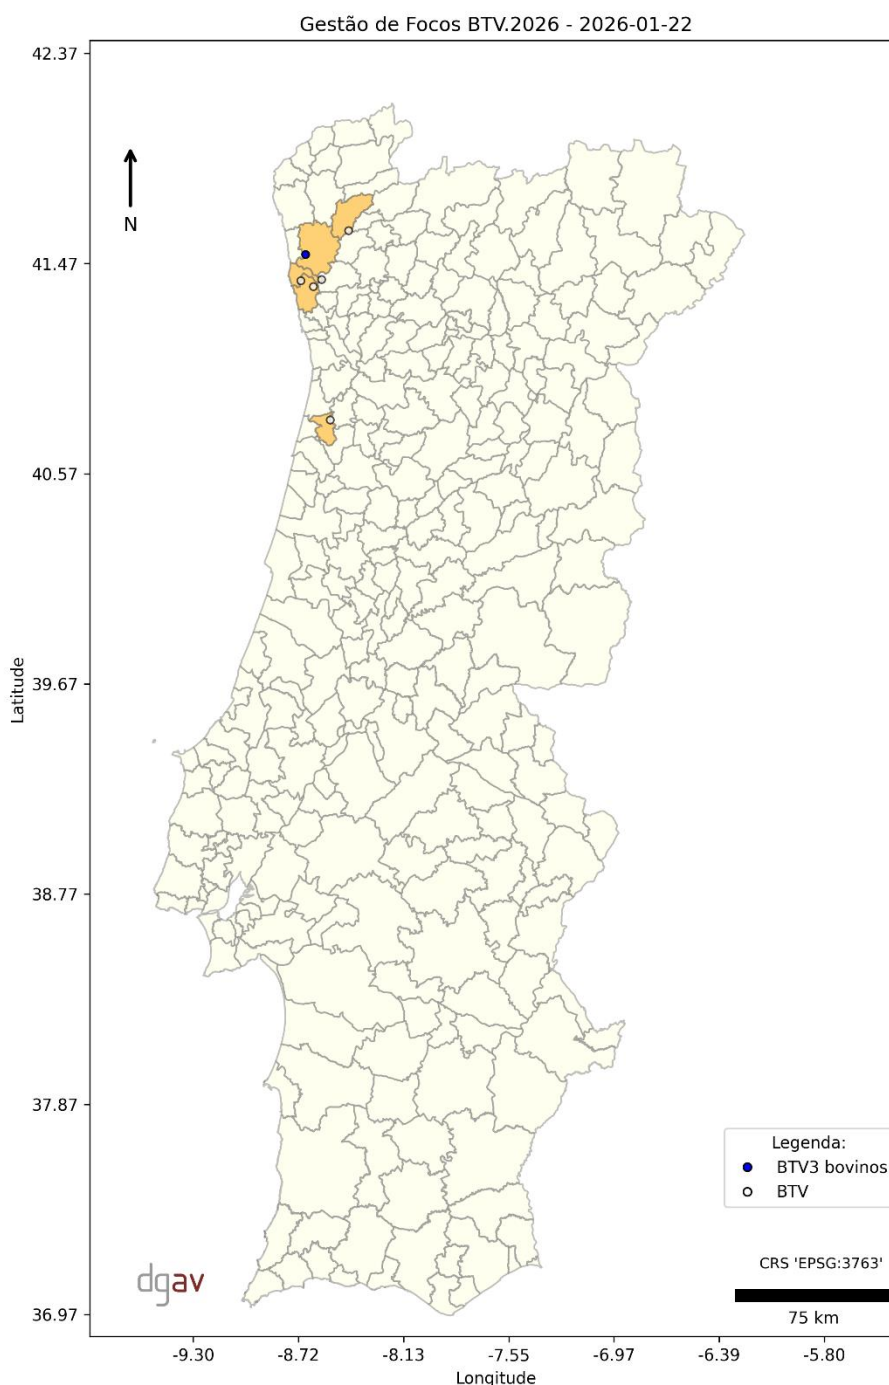 Gestão de Focos BTV.2026 - 2026-01-22
42.37
41.47
40.57
39.67
38.77
37.87
36.97
Latitude
N
Legenda:
BTV3 bovinos
BTV
CRS 'EPSG:3763'
75 km
dgav
-9.30
-8.72
-8.13
-7.55
-6.97
-6.39
-5.80
Longitude